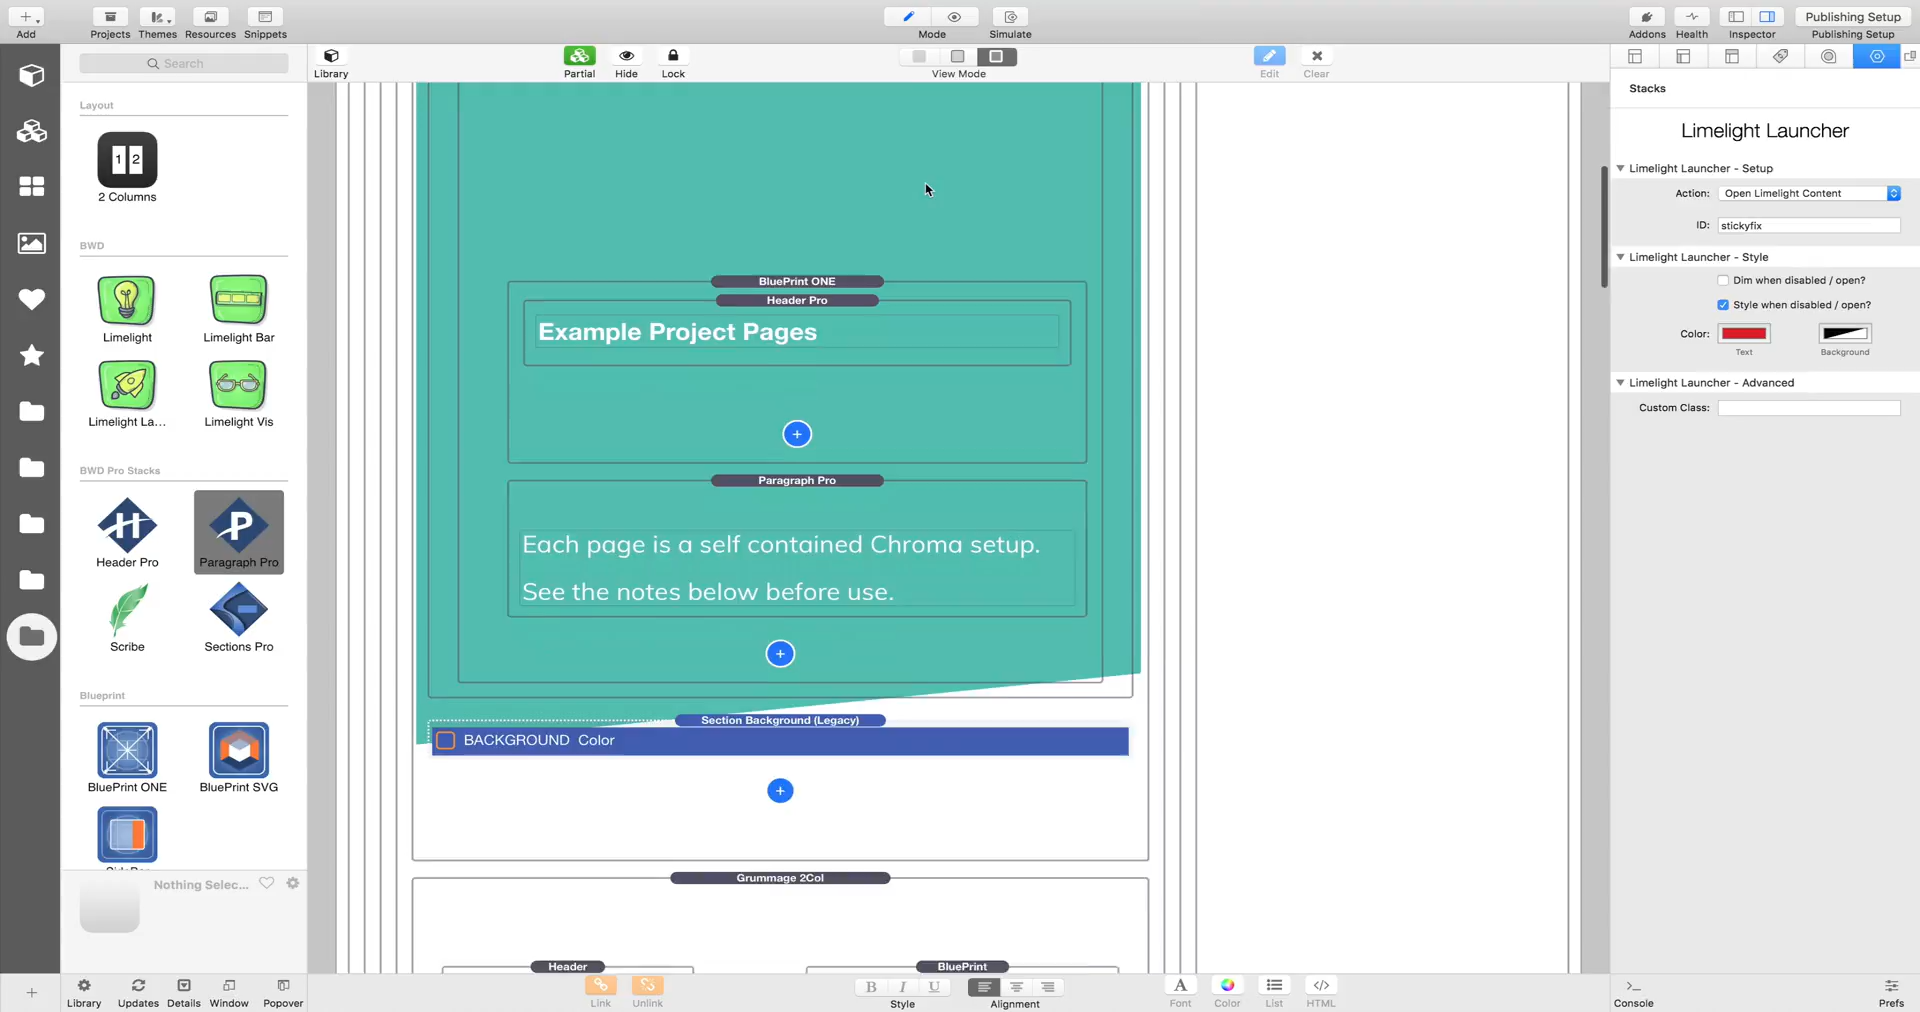 Add
Projects
Themes
Resources
Snippets
Mode
Simulate
Addons
Health
Inspector
Publishing Setup
Publishing Setup
Search
Library
Partial
Hide
Lock
View Mode
Edit
Clear
Layout
1 2
2 Columns
BWD
Limelight
Limelight Bar
Limelight La...
Limelight Vis
BWD Pro Stacks
H
Header Pro
P
Paragraph Pro
Scribe
Sections Pro
Blueprint
BluePrint ONE
BluePrint SVG
Nothing Selec...
BluePrint ONE
Header Pro
Example Project Pages
Paragraph Pro
Each page is a self contained Chroma setup.
See the notes below before use.
Section Background (Legacy)
BACKGROUND Color
Grummage 2Col
Header
BluePrint
Stacks
Limelight Launcher
Limelight Launcher - Setup
Action: Open Limelight Content
ID: stickyfix
Limelight Launcher - Style
Dim when disabled / open?
Style when disabled / open?
Color:
Text
Background
Limelight Launcher - Advanced
Custom Class:
Library
Updates
Details
Window
Popover
Link
Unlink
B I U
Style
Alignment
A
Font
Color
List
HTML
Console
Prefs